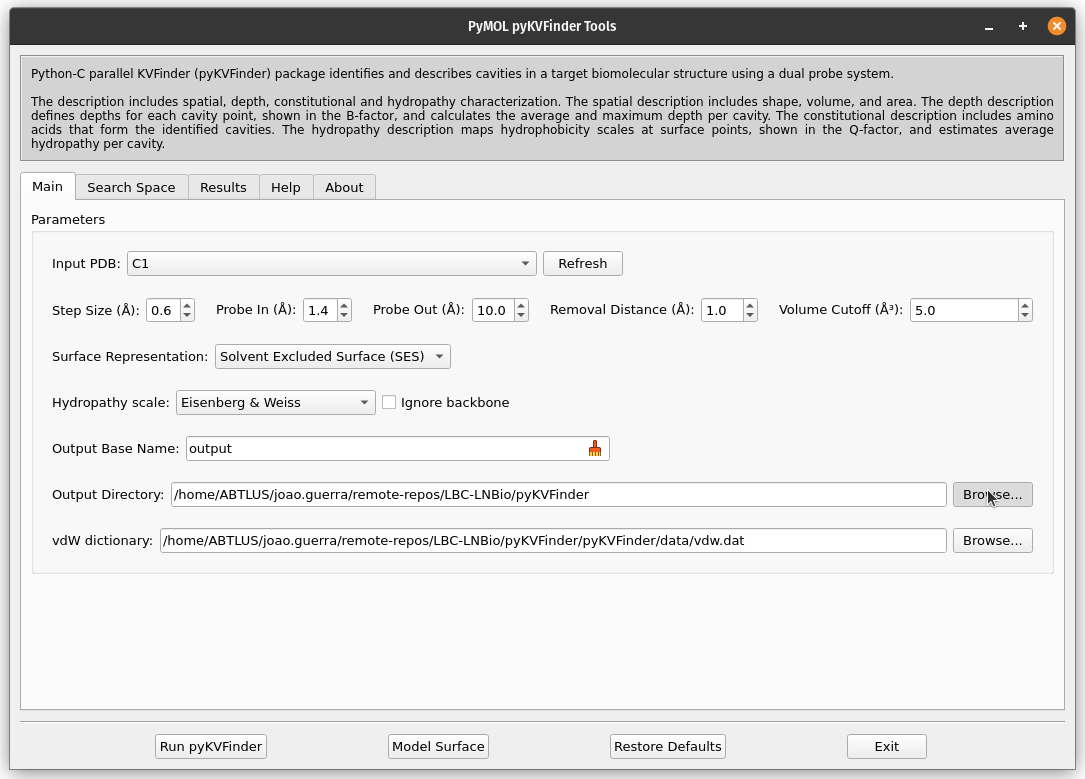 PyMOL pyKVFinder Tools
Python-C parallel KVFinder (pyKVFinder) package identifies and describes cavities in a target biomolecular structure using a dual probe system.
The description includes spatial, depth, constitutional and hydropathy characterization. The spatial description includes shape, volume, and area. The depth description
defines depths for each cavity point, shown in the B-factor, and calculates the average and maximum depth per cavity. The constitutional description includes amino
acids that form the identified cavities. The hydropathy description maps hydrophobicity scales at surface points, shown in the Q-factor, and estimates average
hydropathy per cavity.
Main Search Space Results Help About
Parameters
Input PDB: C1 Refresh
Step Size (Å): 0.6 Probe In (Å): 1.4 Probe Out (Å): 10.0 Removal Distance (Å): 1.0 Volume Cutoff (Å³): 5.0
Surface Representation: Solvent Excluded Surface (SES)
Hydropathy scale: Eisenberg & Weiss Ignore backbone
Output Base Name: output
Output Directory: /home/ABTLUS/joao.guerra/remote-repos/LBC-LNBio/pyKVFinder Browse...
vdW dictionary: /home/ABTLUS/joao.guerra/remote-repos/LBC-LNBio/pyKVFinder/pyKVFinder/data/vdw.dat Browse...
Run pyKVFinder Model Surface Restore Defaults Exit